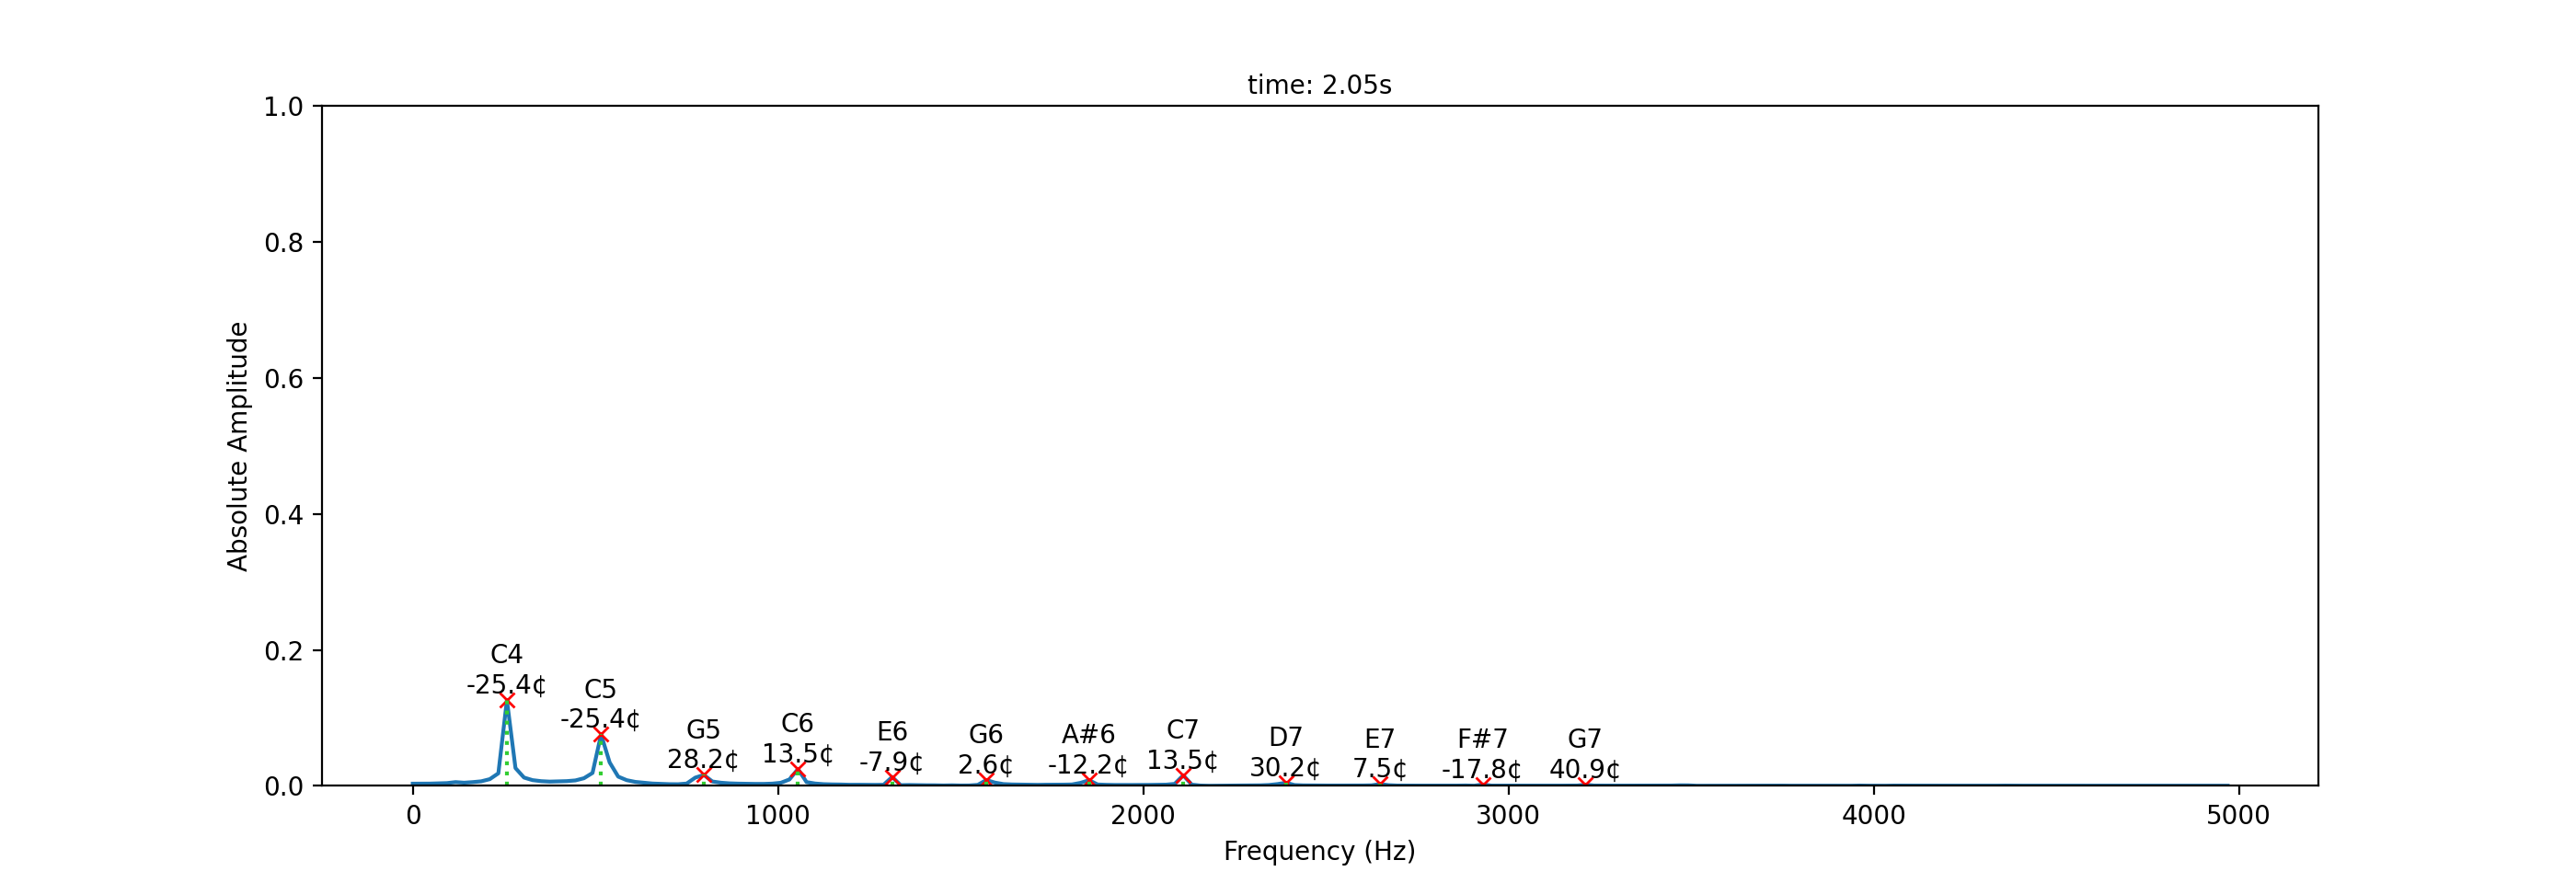 time: 2.05s
1.0
0.8
0.6
0.4
0.2
0.0
Absolute Amplitude
C4
-25.4¢
C5
-25.4¢
G5
28.2¢
C6
13.5¢
E6
-7.9¢
G6
2.6¢
A#6
-12.2¢
C7
13.5¢
D7
30.2¢
E7
7.5¢
F#7
-17.8¢
G7
40.9¢
0 1000 2000 3000 4000 5000
Frequency (Hz)